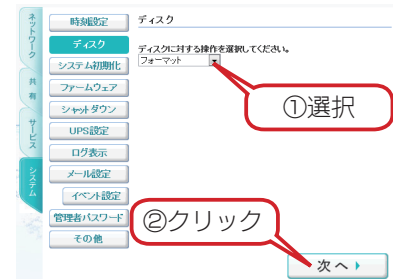 ネットワーク
共有
サービス
システム
時刻設定
ディスク
システム初期化
ファームウェア
シャットダウン
UPS設定
ログ表示
メール設定
イベント設定
管理者パスワード
その他
ディスク
ディスクに対する操作を選択してください。
フォーマット
①選択
②クリック
次へ